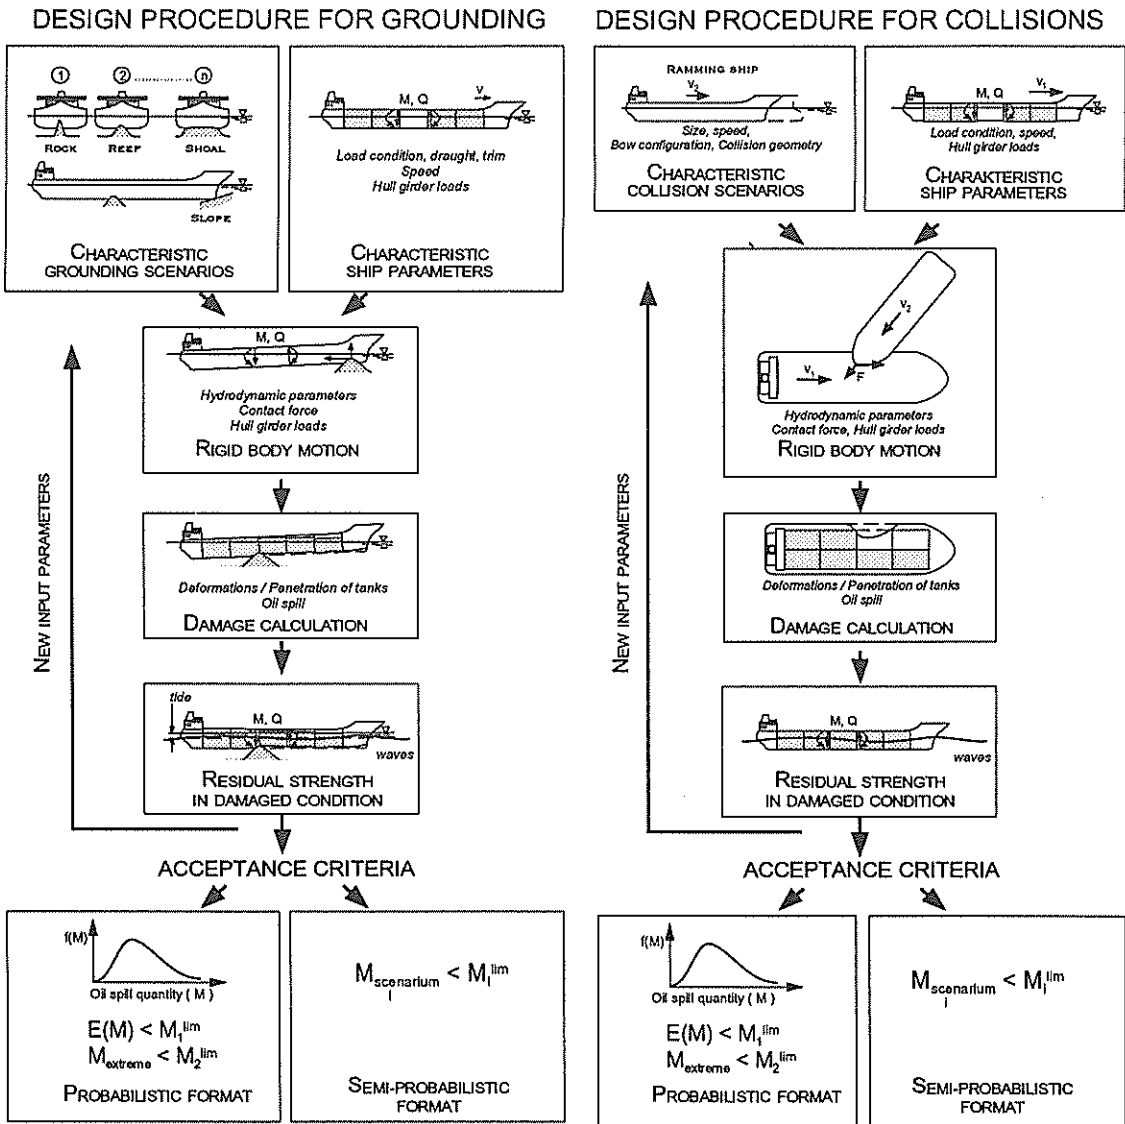 DESIGN PROCEDURE FOR GROUNDING
1 2 ........... n
ROCK REEF SHOAL
SLOPE
CHARACTERISTIC
GROUNDING SCENARIOS
M, Q V
Load condition, draught, trim
Speed
Hull girder loads
CHARACTERISTIC
SHIP PARAMETERS
M, Q
Hydrodynamic parameters
Contact force
Hull girder loads
RIGID BODY MOTION
Deformations / Penetration of tanks
Oil spill
DAMAGE CALCULATION
tide
M, Q
waves
RESIDUAL STRENGTH
IN DAMAGED CONDITION
NEW INPUT PARAMETERS
ACCEPTANCE CRITERIA
f(M)
Oil spill quantity ( M )
E(M) < M₁lim
Mextreme < M₂lim
PROBABILISTIC FORMAT
Mscenarium i < Milim
SEMI-PROBABILISTIC
FORMAT
DESIGN PROCEDURE FOR COLLISIONS
RAMMING SHIP
V₂
Size, speed,
Bow configuration, Collision geometry
CHARACTERISTIC
COLLISION SCENARIOS
M, Q V₁
Load condition, speed,
Hull girder loads
CHARAKTERISTIC
SHIP PARAMETERS
V₂
V₁ F
Hydrodynamic parameters
Contact force, Hull girder loads
RIGID BODY MOTION
Deformations / Penetration of tanks
Oil spill
DAMAGE CALCULATION
M, Q
waves
RESIDUAL STRENGTH
IN DAMAGED CONDITION
NEW INPUT PARAMETERS
ACCEPTANCE CRITERIA
f(M)
Oil spill quantity ( M )
E(M) < M₁lim
Mextreme < M₂lim
PROBABILISTIC FORMAT
Mscenarium i < Milim
SEMI-PROBABILISTIC
FORMAT